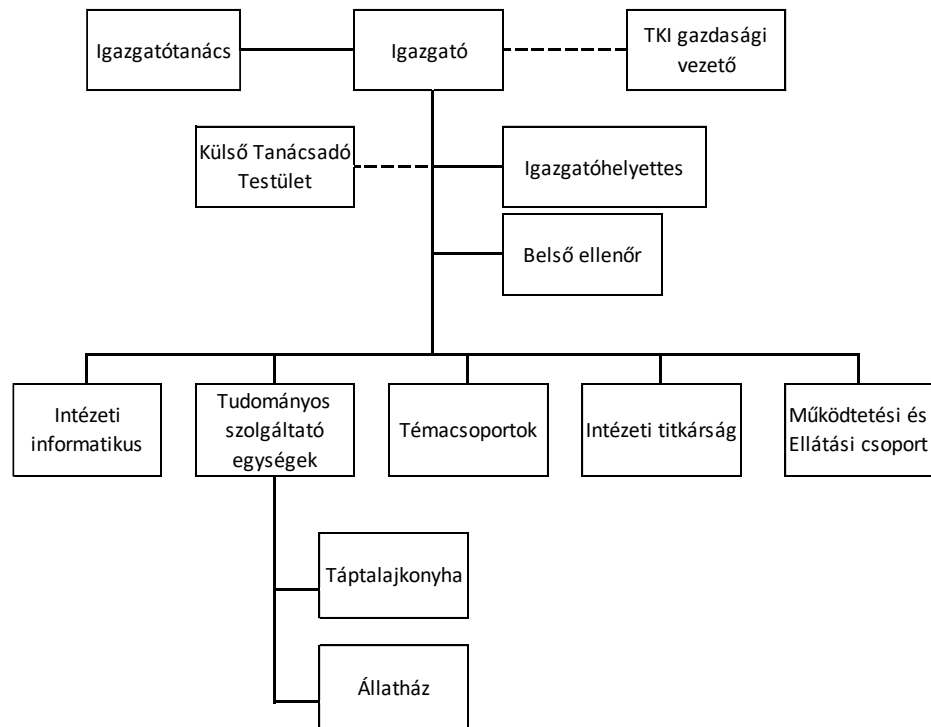 Igazgatótanács
Igazgató
TKI gazdasági
vezető
Külső Tanácsadó
Testület
Igazgatóhelyettes
Belső ellenőr
Intézeti
informatikus
Tudományos
szolgáltató
egységek
Témacsoportok
Intézeti titkárság
Működtetési és
Ellátási csoport
Táptalajkonyha
Állatház